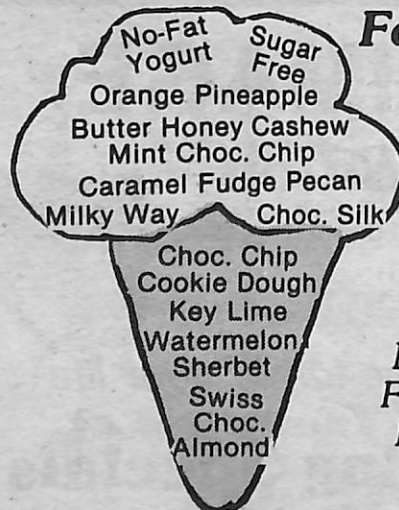 No-Fat
Yogurt
Sugar
Free
Orange Pineapple
Butter Honey Cashew
Mint Choc. Chip
Caramel Fudge Pecan
Milky Way Choc. Silk
Choc. Chip
Cookie Dough
Key Lime
Watermelon
Sherbet
Swiss
Choc.
Almond